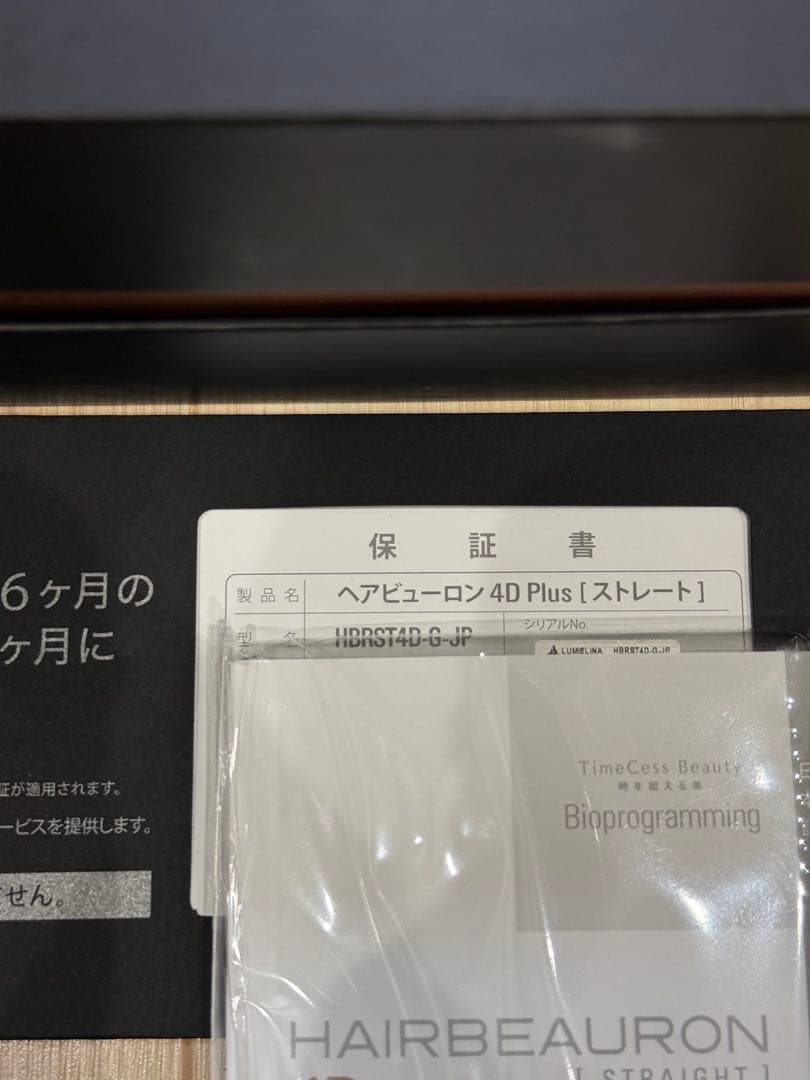 6ヶ月の
ヶ月に
証が適用されます。
ービスを提供します。
せん。
保 証 書
製品名 ヘアビューロン 4D Plus [ ストレート ]
型名 HBRST4D-G-JP シリアルNo.
LUMIELINA HBRST4D-G-JP
TimeCess Beauty
時を超える美
Bioprogramming
HAIRBEAURON
[ STRAIGHT ]